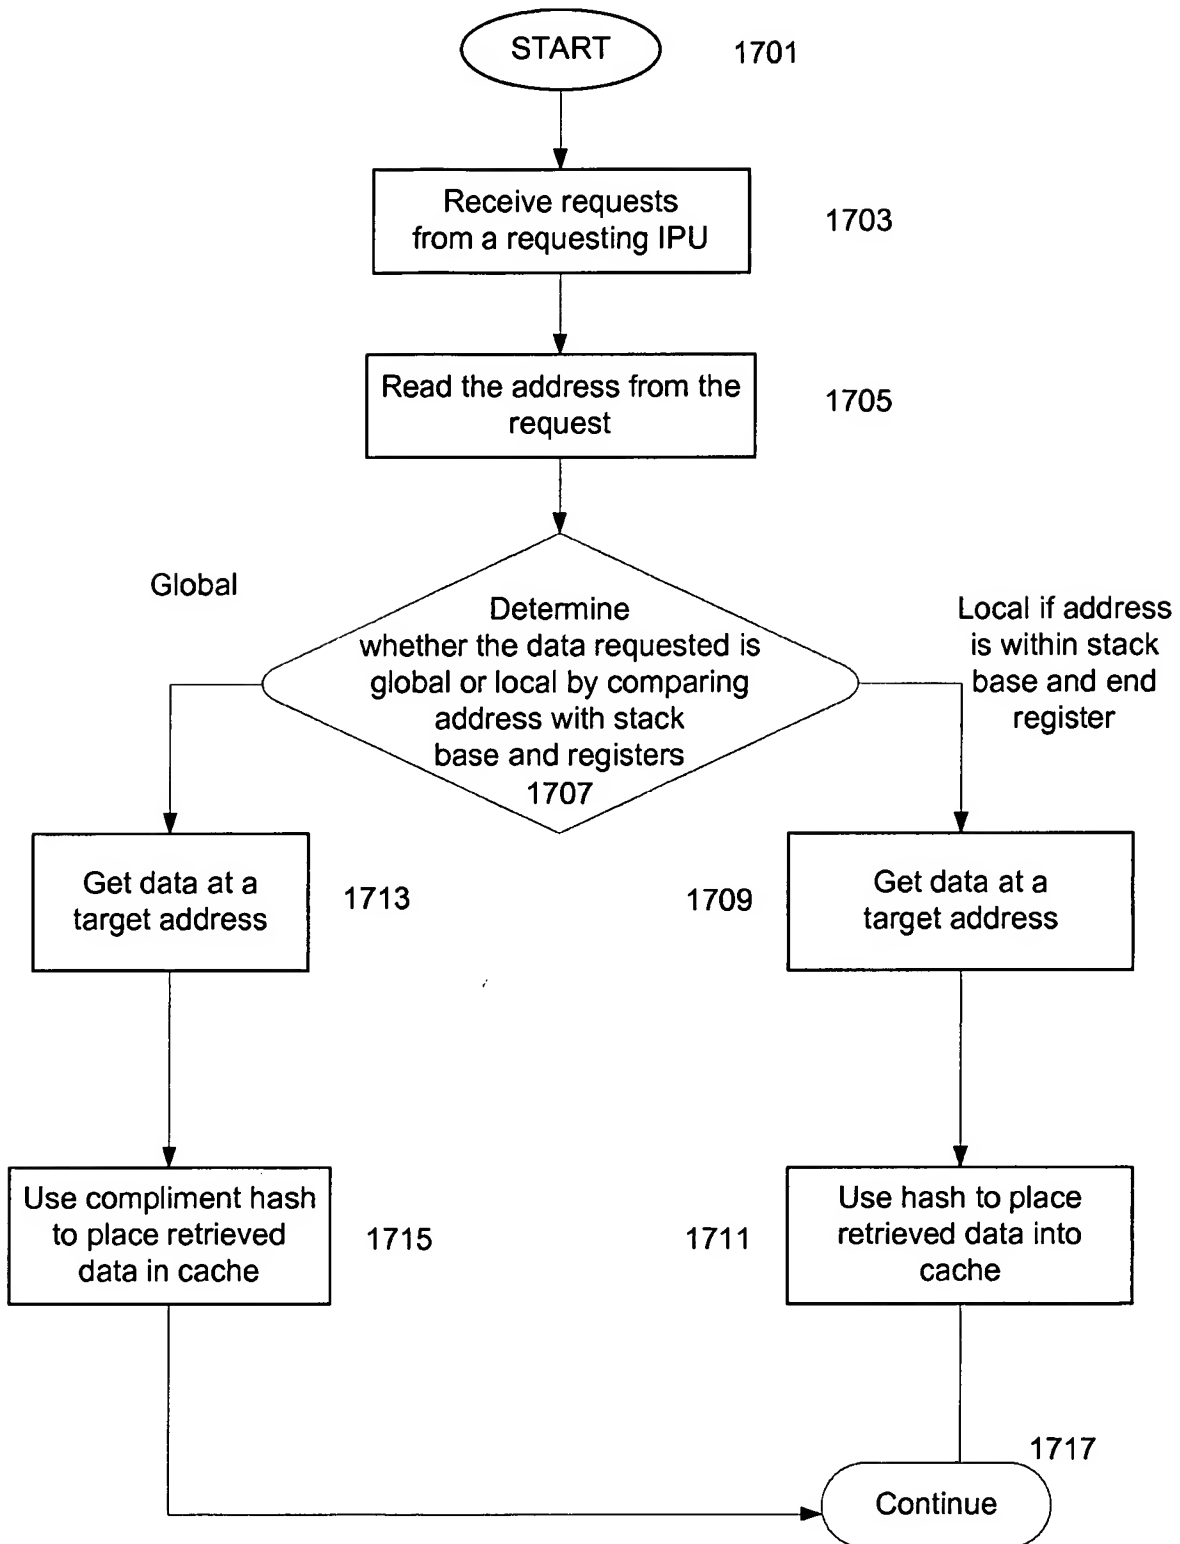 START
1701
Receive requests
from a requesting IPU
1703
Read the address from the
request
1705
Global
Determine
whether the data requested is
global or local by comparing
address with stack
base and registers
1707
Local if address
is within stack
base and end
register
Get data at a
target address
1713
1709
Get data at a
target address
Use compliment hash
to place retrieved
data in cache
1715
1711
Use hash to place
retrieved data into
cache
1717
Continue